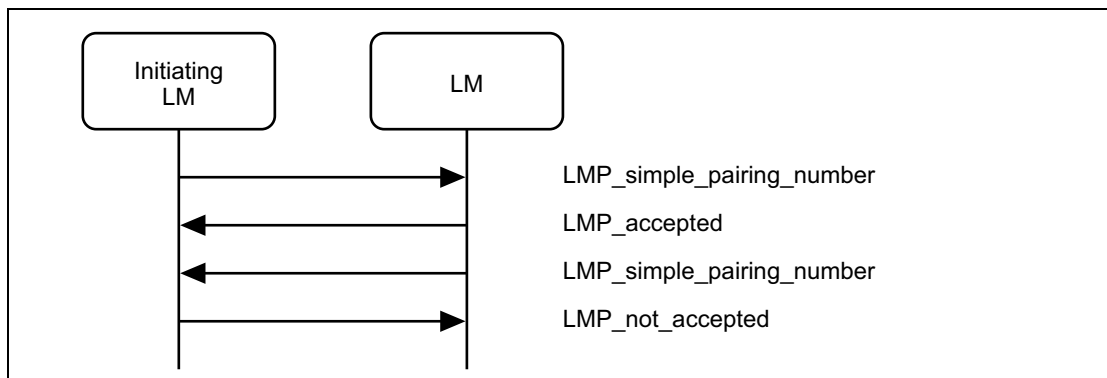 Initiating
LM
LM
LMP_simple_pairing_number
LMP_accepted
LMP_simple_pairing_number
LMP_not_accepted